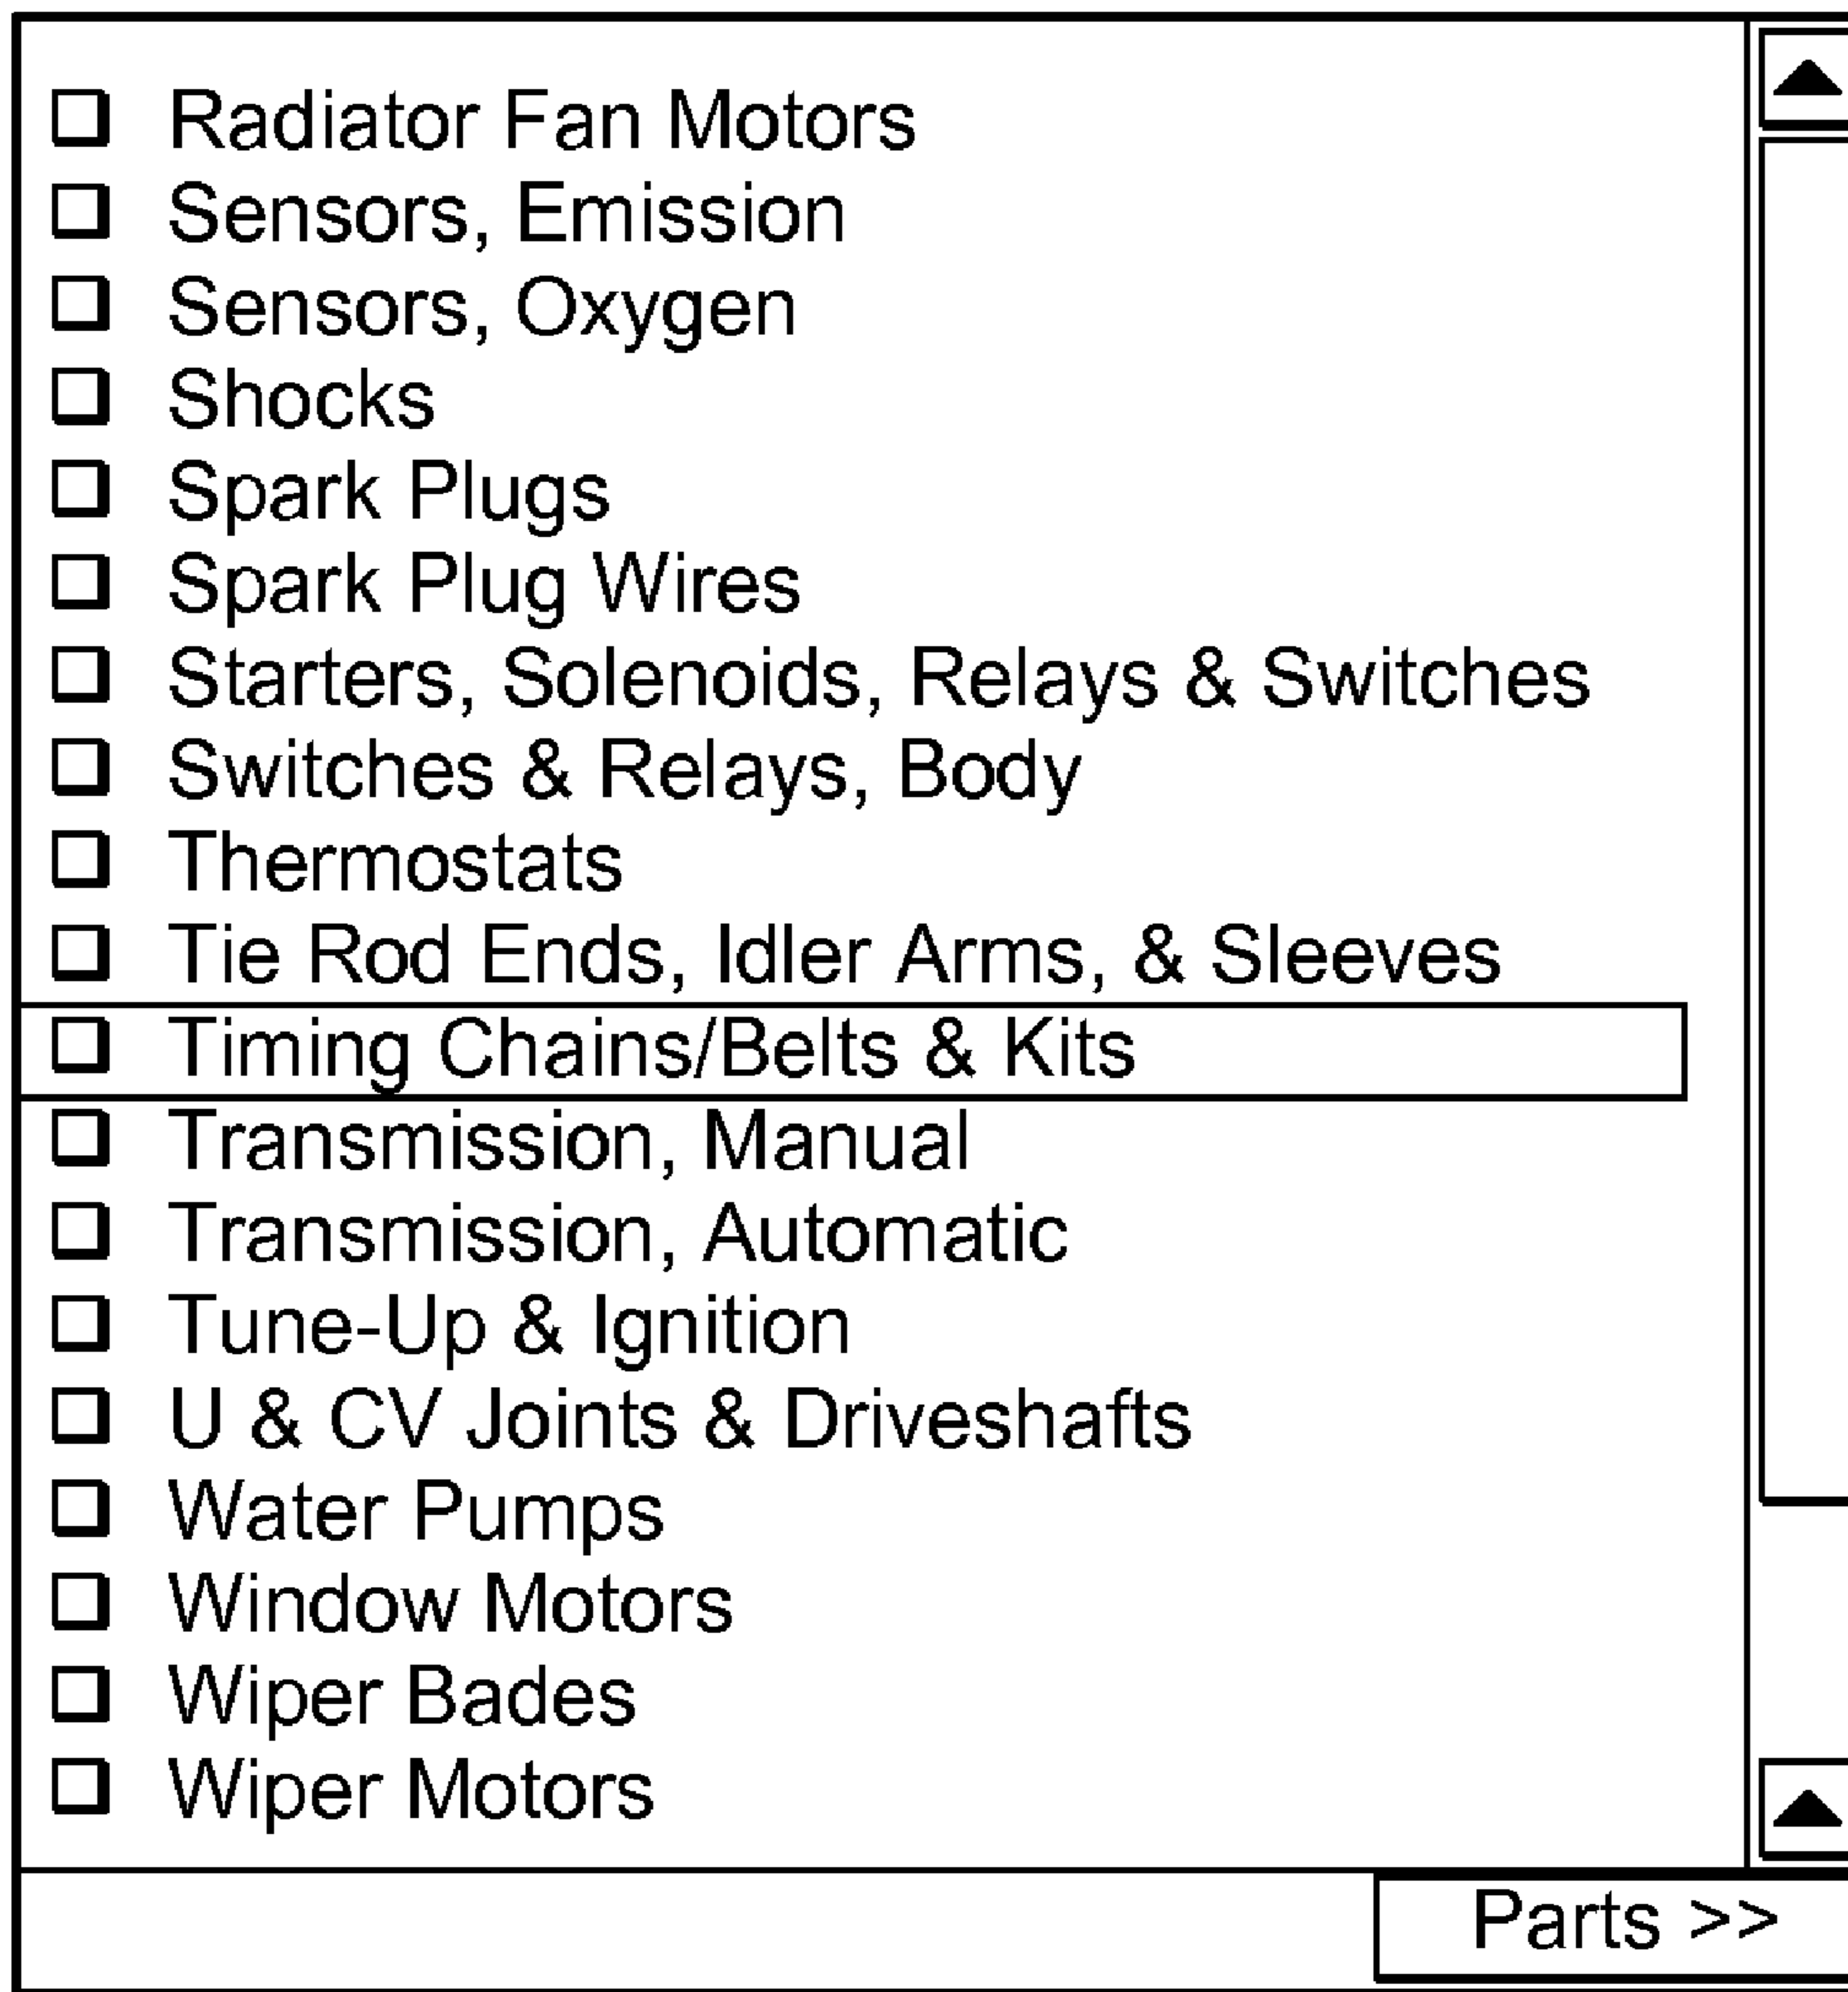 Radiator Fan Motors
Sensors, Emission
Sensors, Oxygen
Shocks
Spark Plugs
Spark Plug Wires
Starters, Solenoids, Relays & Switches
Switches & Relays, Body
Thermostats
Tie Rod Ends, Idler Arms, & Sleeves
Timing Chains/Belts & Kits
Transmission, Manual
Transmission, Automatic
Tune-Up & Ignition
U & CV Joints & Driveshafts
Water Pumps
Window Motors
Wiper Bades
Wiper Motors
Parts >>